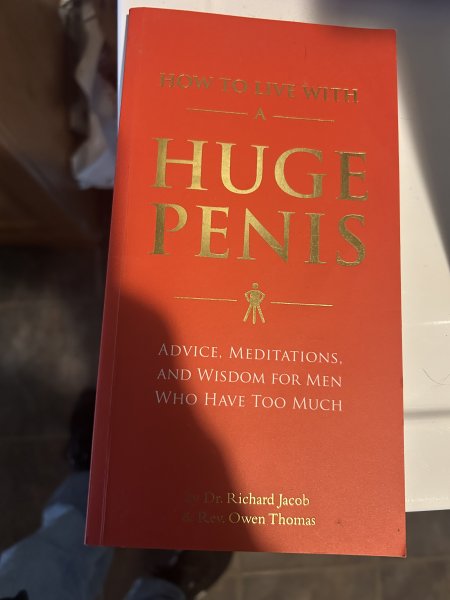 HOW TO LIVE WITH
A
HUGE
PENIS
ADVICE, MEDITATIONS,
AND WISDOM FOR MEN
WHO HAVE TOO MUCH
by Dr. Richard Jacob
& Rev. Owen Thomas